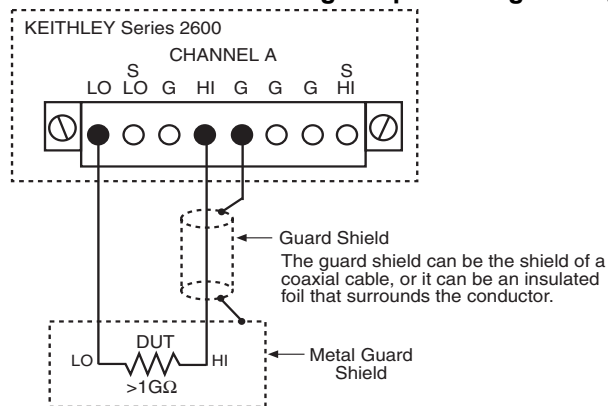 KEITHLEY Series 2600
CHANNEL A
S
S
LO LO G HI G G G HI
Guard Shield
The guard shield can be the shield of a
coaxial cable, or it can be an insulated
foil that surrounds the conductor.
DUT
LO
HI
>1GΩ
Metal Guard
Shield